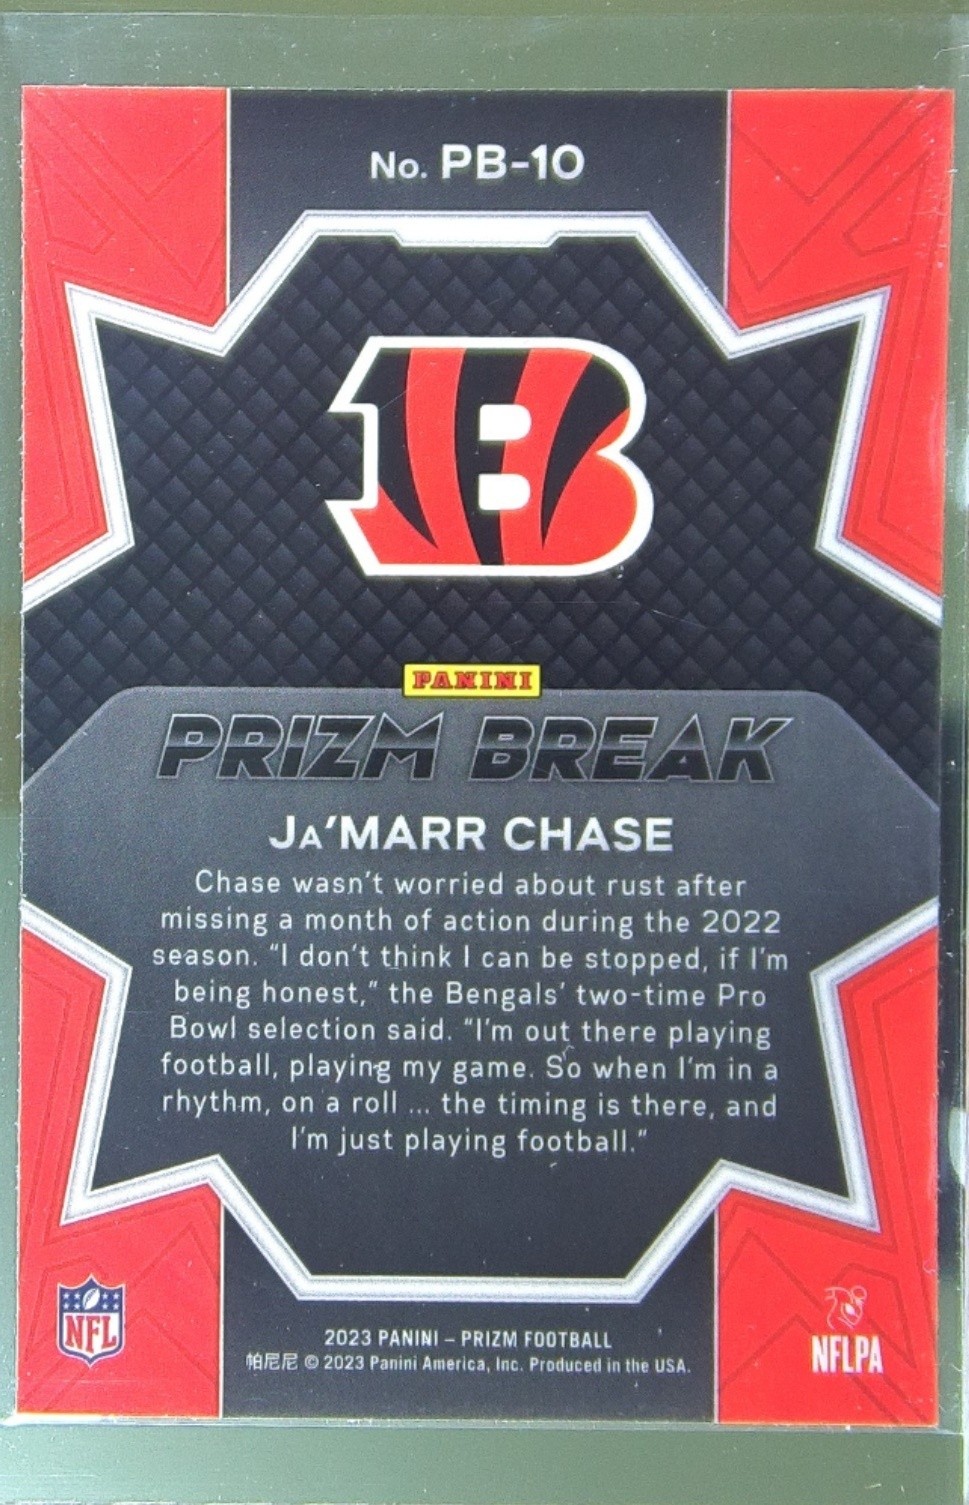 No. PB-10
B
PANINI
PRIZM BREAK
JA'MARR CHASE
Chase wasn't worried about rust after
missing a month of action during the 2022
season. "I don't think I can be stopped, if I'm
being honest," the Bengals' two-time Pro
Bowl selection said. "I'm out there playing
football, playing my game. So when I'm in a
rhythm, on a roll ... the timing is there, and
I'm just playing football."
NFL
2023 PANINI – PRIZM FOOTBALL
帕尼尼 © 2023 Panini America, Inc. Produced in the USA.
NFLPA